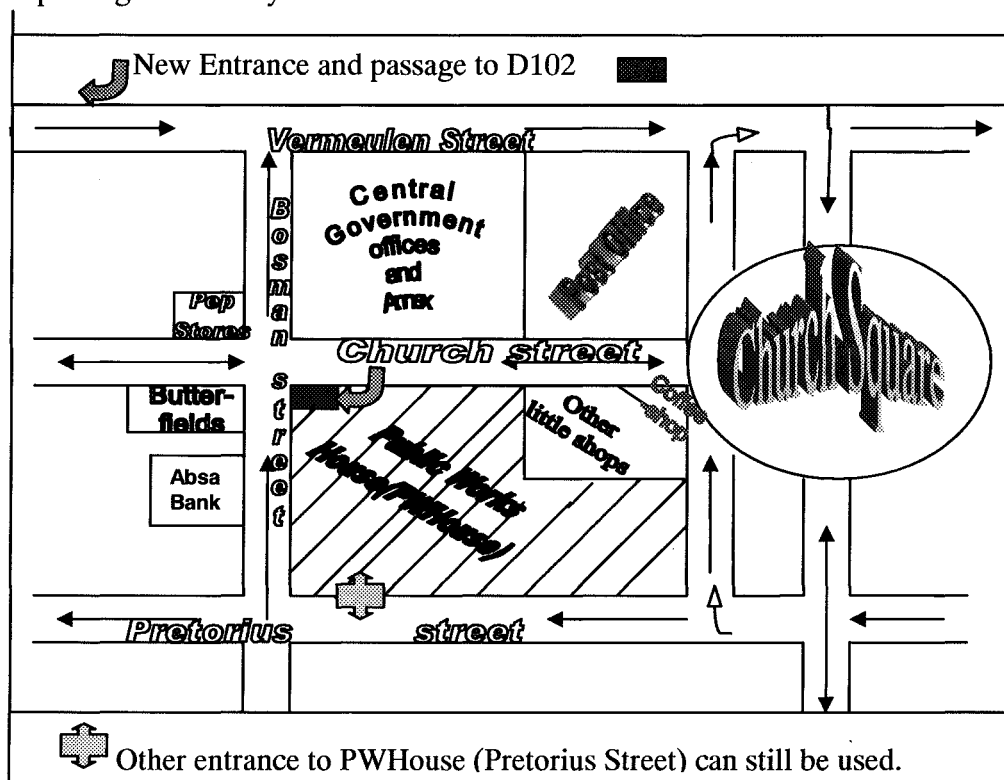 New Entrance and passage to D102
Vermeulen Street
Bosman street
Central
Government
offices
and
Annex
Post Office
Pep
Stores
Church street
Church Square
Butter-
fields
Absa
Bank
Public Works
House(PWHouse)
Other
little shops
Coffee
shop
Pretorius street
Other entrance to PWHouse (Pretorius Street) can still be used.